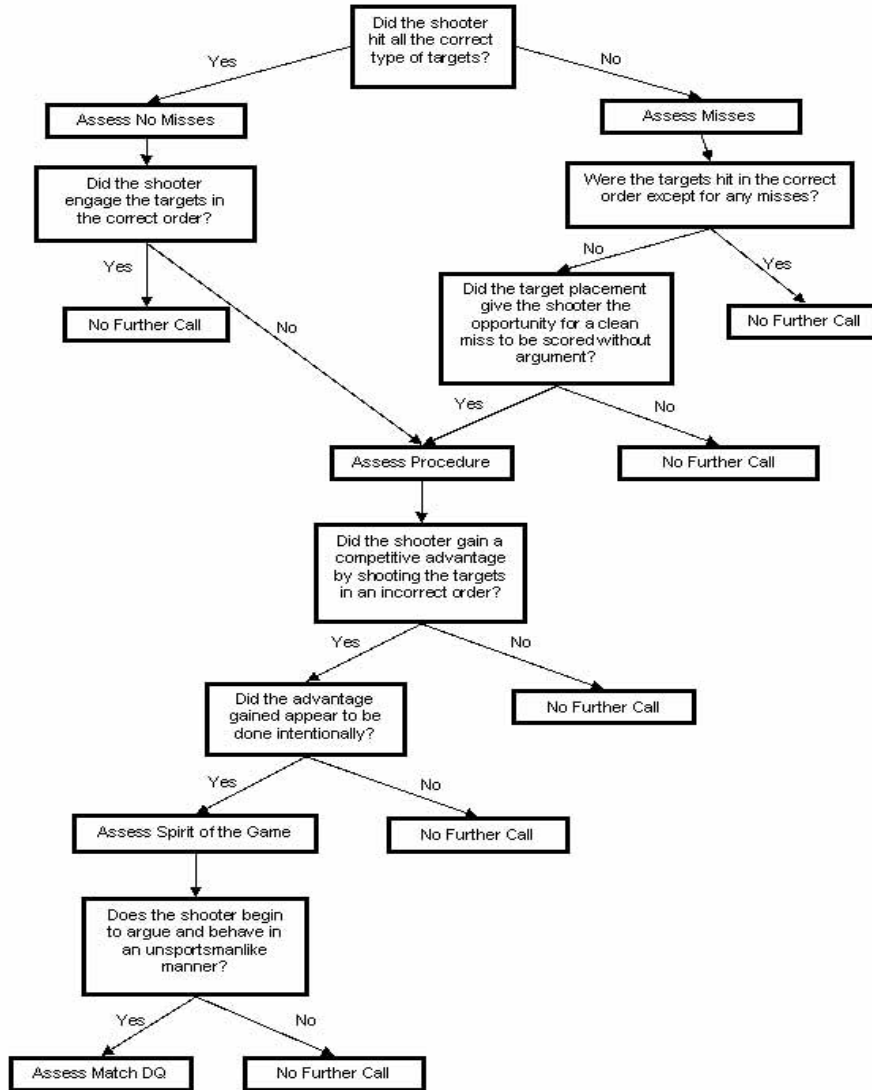 Did the shooter
hit all the correct
type of targets?
Yes
No
Assess No Misses
Assess Misses
Did the shooter
engage the targets in
the correct order?
Were the targets hit in the correct
order except for any misses?
Yes
No
No
Yes
No Further Call
Did the target placement
give the shooter the
opportunity for a clean
miss to be scored without
argument?
No Further Call
Yes
No
Assess Procedure
No Further Call
Did the shooter gain a
competitive advantage
by shooting the targets
in an incorrect order?
Yes
No
Did the advantage
gained appear to be
done intentionally?
No Further Call
Yes
No
Assess Spirit of the Game
No Further Call
Does the shooter begin
to argue and behave in
an unsportsmanlike
manner?
Yes
No
Assess Match DQ
No Further Call